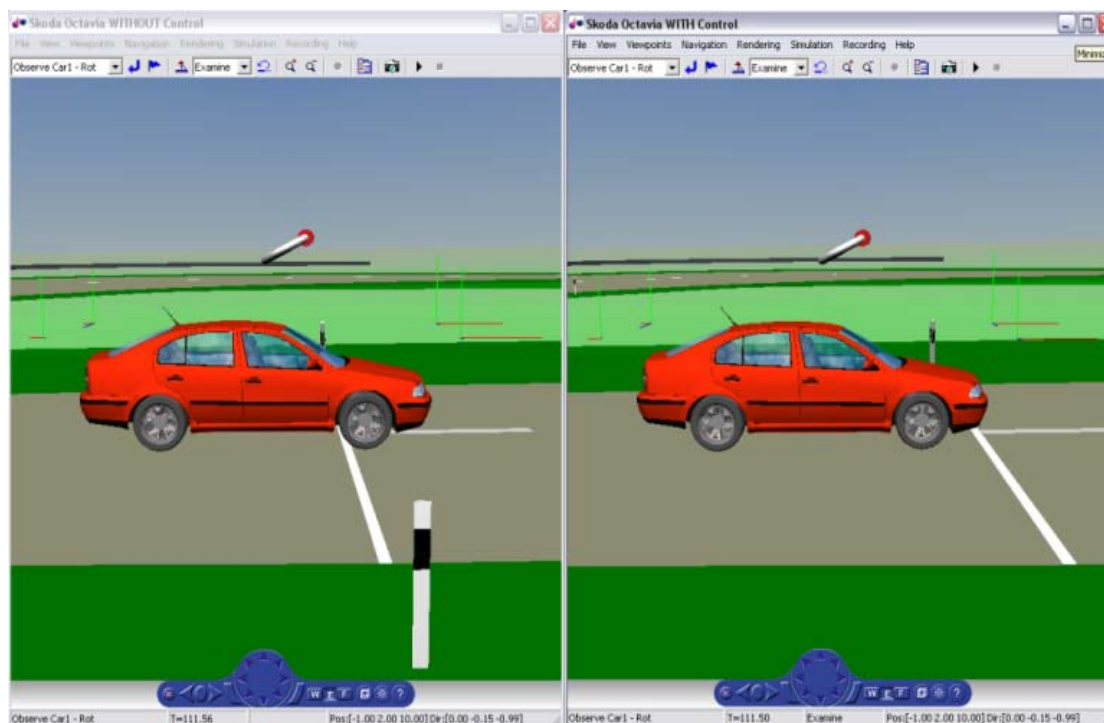 Skoda Octavia WITHOUT Control
File View Viewpoints Navigation Rendering Simulation Recording Help
Observe Car1 - Rot Examine
W T F ?
Observe Car1 - Rot T=111.56 Pos:[-1.00 2.00 10.00] Dir:[0.00 -0.15 -0.99]
Skoda Octavia WITH Control
File View Viewpoints Navigation Rendering Simulation Recording Help
Minimiz
Observe Car1 - Rot Examine
W T F ?
Observe Car1 - Rot T=111.50 Examine Pos:[-1.00 2.00 10.00] Dir:[0.00 -0.15 -0.99]